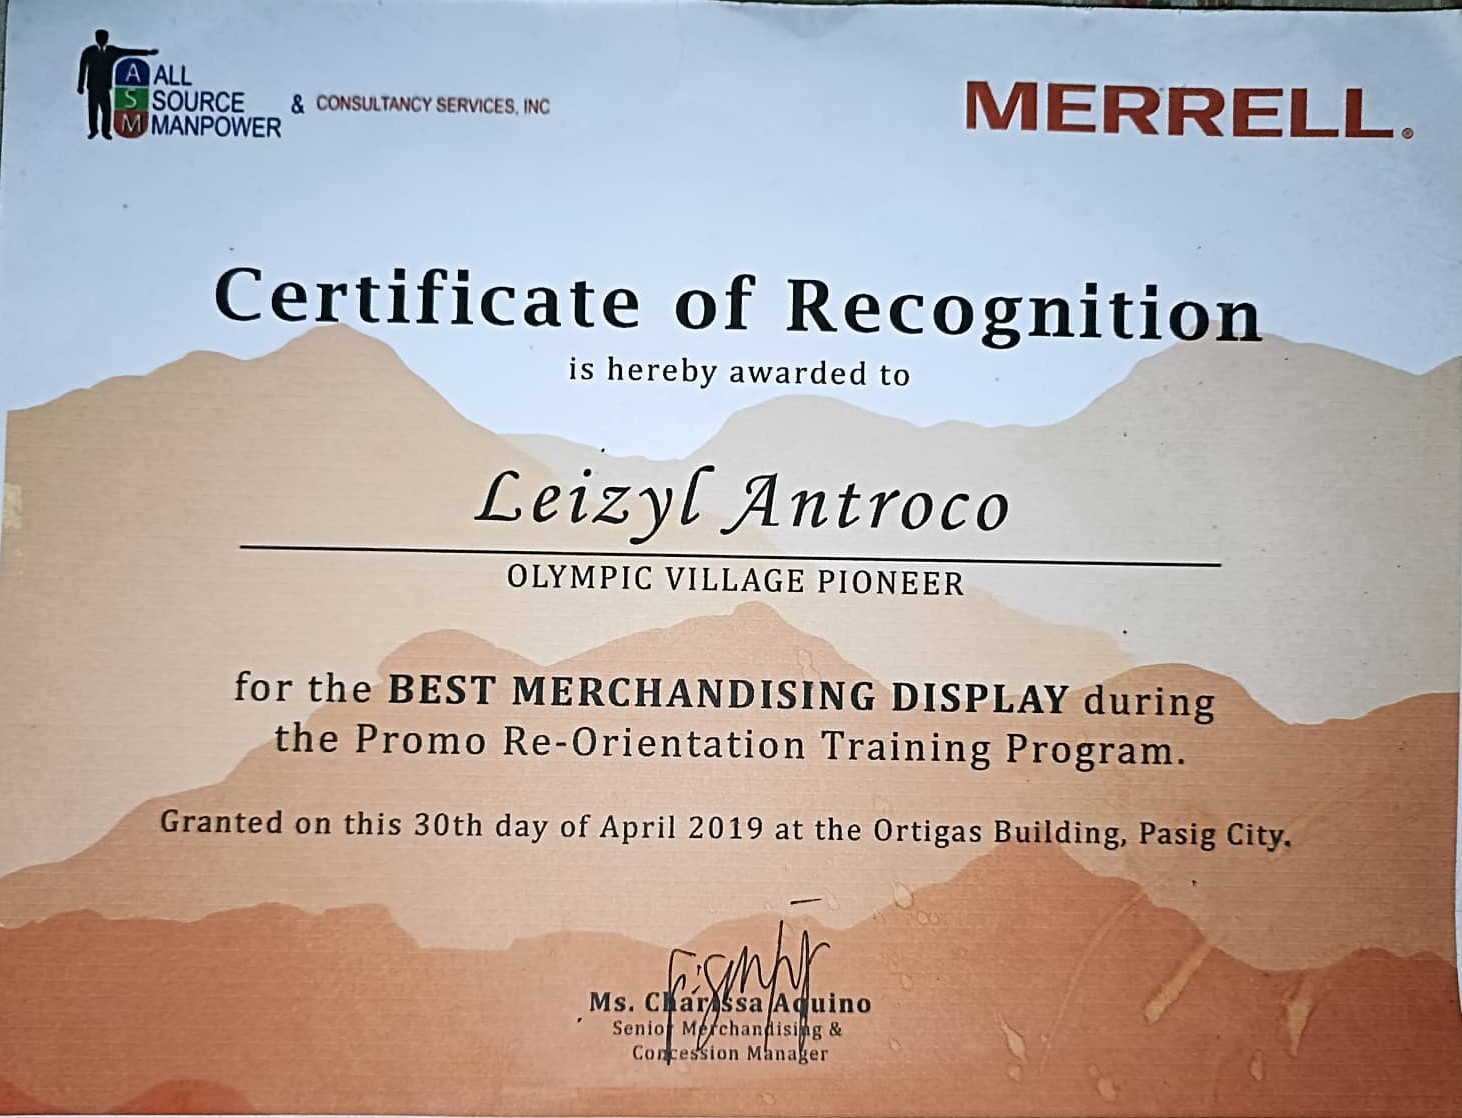 ASM ALL SOURCE MANPOWER & CONSULTANCY SERVICES, INC
MERRELL®
Certificate of Recognition
is hereby awarded to
Leizyl Antroco
OLYMPIC VILLAGE PIONEER
for the BEST MERCHANDISING DISPLAY during
the Promo Re-Orientation Training Program.
Granted on this 30th day of April 2019 at the Ortigas Building, Pasig City.
Ms. Charissa Aquino
Senior Merchandising &
Concession Manager